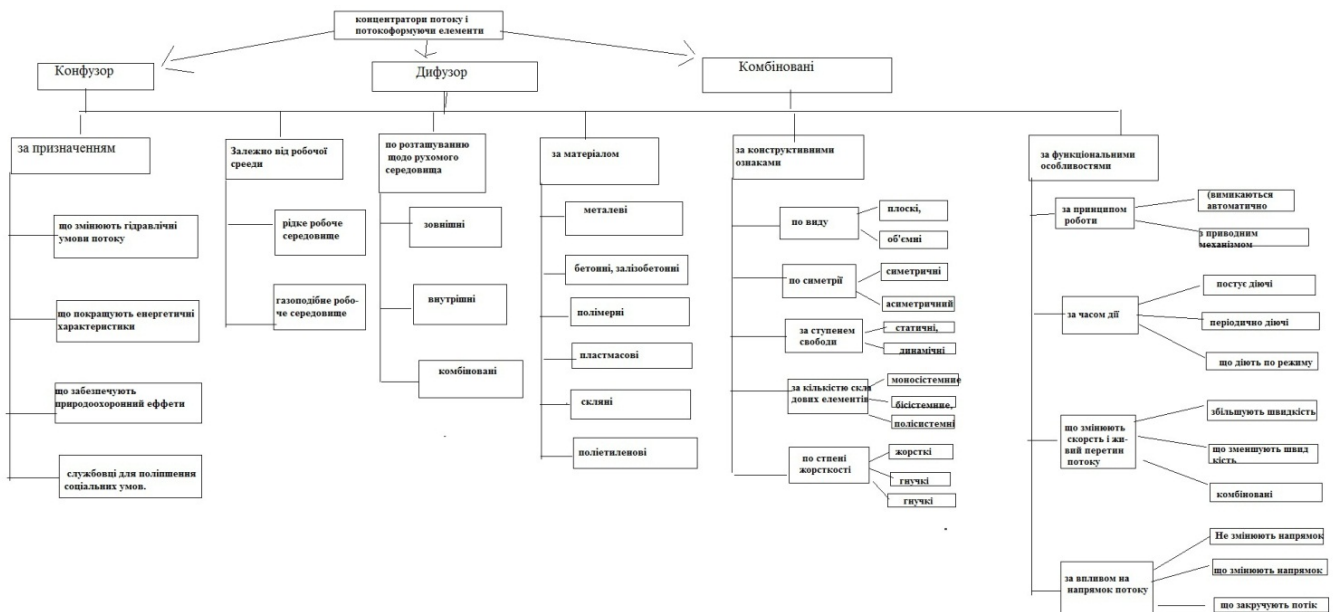 концентратори потоку і
потокоформуючи елементи
Конфузор
Дифузор
Комбіновані
за призначенням
що змінюють гідравлічні
умови потоку
що покращують енергетичні
характеристики
що забезпечують
природоохоронний еффети
службовці для поліпшення
соціальних умов.
Залежно від робочої
срееди
рідке робоче
середовище
газоподібне робо-
че середовище
по розташуванню
щодо рухомого
середовища
зовнішні
внутрішні
комбіновані
за матеріалом
металеві
бетонні, залізобетонні
полімерні
пластмасові
скляні
поліетиленові
за конструктивними
ознаками
по виду
плоскі,
об'ємні
по симетрії
симетричні
асиметричний
за ступенем
свободи
статичні,
динамічні
за кількістю скла
дових елементів
моносістемние
бісістемние,
полісистемні
по стпені
жорсткості
жорсткі
гнучкі
гнучкі
за функціональними
особливостями
за принципом
роботи
(вимикаються
автоматично
з приводним
механізмом
за часом дії
постує діючі
періодично діючі
що діють по режиму
що змінюють
скорсть і жи-
вий перетин
потоку
збільшують швидкість
що зменшують швид
кість
комбіновані
за впливом на
напрямок потоку
Не змінюють напрямок
що змінюють напрямок
що закручують потік